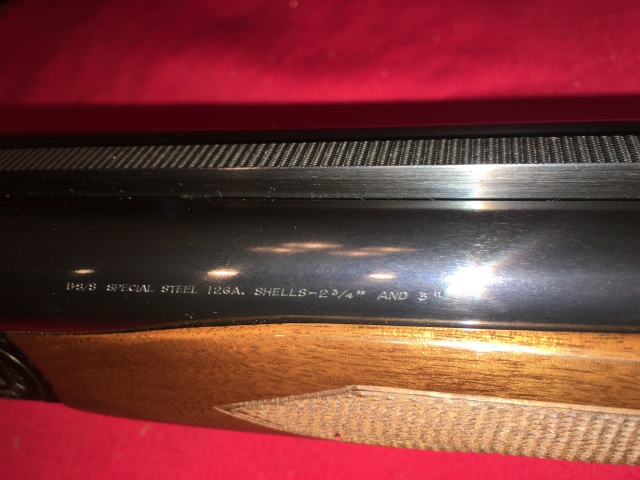 B-S/S SPECIAL STEEL 12GA. SHELLS-2 3/4" AND 3"